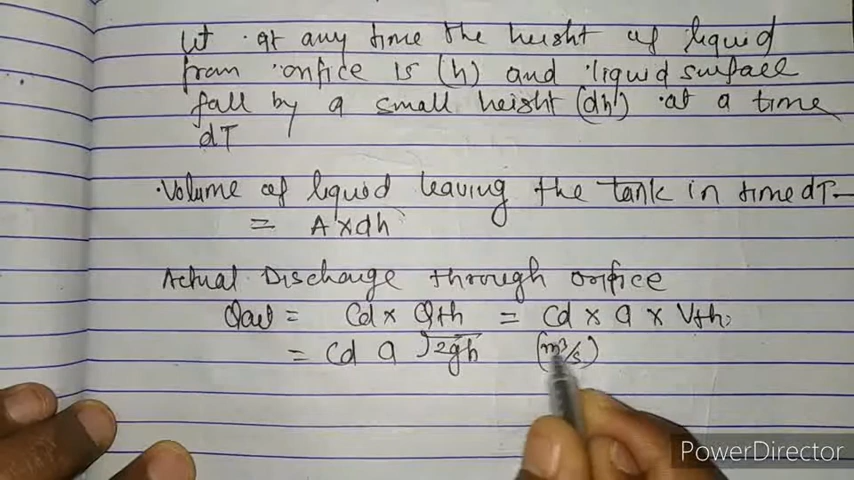 let at any time the height of liquid
from orifice is (h) and liquid surface
fall by a small height (dh) at a time
dT
Volume of liquid leaving the tank in time dT-
= A×dh
Actual Discharge through orifice
Qact = Cd × Qth = Cd × a × Vth.
= Cd a √2gh (m³/s)
PowerDirector